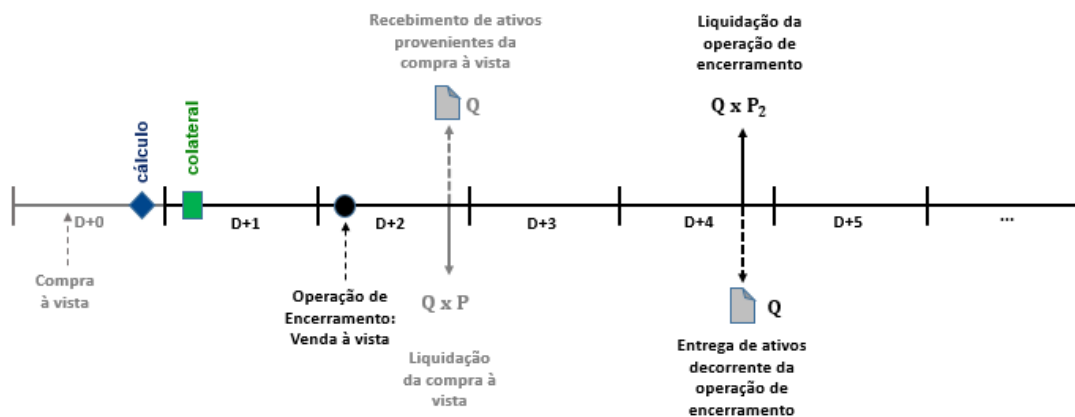 Recebimento de ativos
provenientes da
compra à vista
Q
Liquidação da
operação de
encerramento
Q x P₂
cálculo
colateral
D+0
D+1
D+2
D+3
D+4
D+5
...
Compra
à vista
Operação de
Encerramento:
Venda à vista
Q x P
Liquidação
da compra à
vista
Q
Entrega de ativos
decorrente da
operação de
encerramento